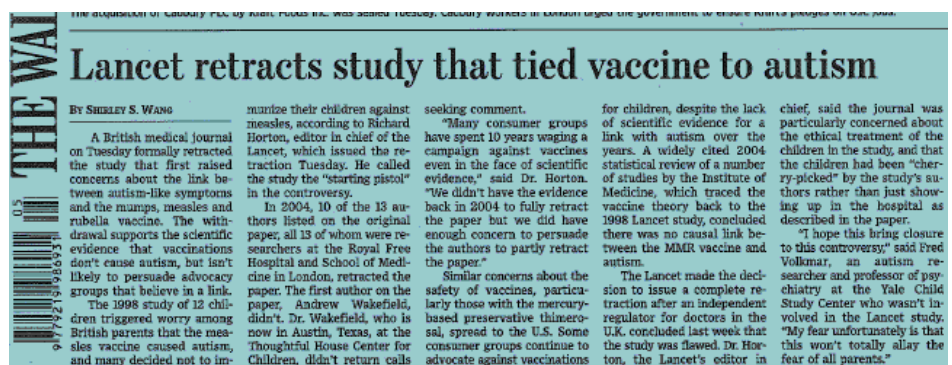 The acquisition of Cadbury PLC by Kraft Foods Inc. was sealed Tuesday. Cadbury workers in London urged the government to ensure Kraft's pledges on U.K. jobs.
THE WAL
Lancet retracts study that tied vaccine to autism
BY SHIRLEY S. WANG
A British medical journal
on Tuesday formally retracted
the study that first raised
concerns about the link be-
tween autism-like symptoms
and the mumps, measles and
rubella vaccine. The with-
drawal supports the scientific
evidence that vaccinations
don't cause autism, but isn't
likely to persuade advocacy
groups that believe in a link.
The 1998 study of 12 chil-
dren triggered worry among
British parents that the mea-
sles vaccine caused autism,
and many decided not to im-
munize their children against
measles, according to Richard
Horton, editor in chief of the
Lancet, which issued the re-
traction Tuesday. He called
the study the "starting pistol"
in the controversy.
In 2004, 10 of the 13 au-
thors listed on the original
paper, all 13 of whom were re-
searchers at the Royal Free
Hospital and School of Medi-
cine in London, retracted the
paper. The first author on the
paper, Andrew Wakefield,
didn't. Dr. Wakefield, who is
now in Austin, Texas, at the
Thoughtful House Center for
Children, didn't return calls
seeking comment.
"Many consumer groups
have spent 10 years waging a
campaign against vaccines
even in the face of scientific
evidence," said Dr. Horton.
"We didn't have the evidence
back in 2004 to fully retract
the paper but we did have
enough concern to persuade
the authors to partly retract
the paper."
Similar concerns about the
safety of vaccines, particu-
larly those with the mercury-
based preservative thimero-
sal, spread to the U.S. Some
consumer groups continue to
advocate against vaccinations
for children, despite the lack
of scientific evidence for a
link with autism over the
years. A widely cited 2004
statistical review of a number
of studies by the Institute of
Medicine, which traced the
vaccine theory back to the
1998 Lancet study, concluded
there was no causal link be-
tween the MMR vaccine and
autism.
The Lancet made the deci-
sion to issue a complete re-
traction after an independent
regulator for doctors in the
U.K. concluded last week that
the study was flawed. Dr. Hor-
ton, the Lancet's editor in
chief, said the journal was
particularly concerned about
the ethical treatment of the
children in the study, and that
the children had been "cher-
ry-picked" by the study's au-
thors rather than just show-
ing up in the hospital as
described in the paper.
"I hope this bring closure
to this controversy," said Fred
Volkmar, an autism re-
searcher and professor of psy-
chiatry at the Yale Child
Study Center who wasn't in-
volved in the Lancet study.
"My fear unfortunately is that
this won't totally allay the
fear of all parents."
05
9 771921 998693